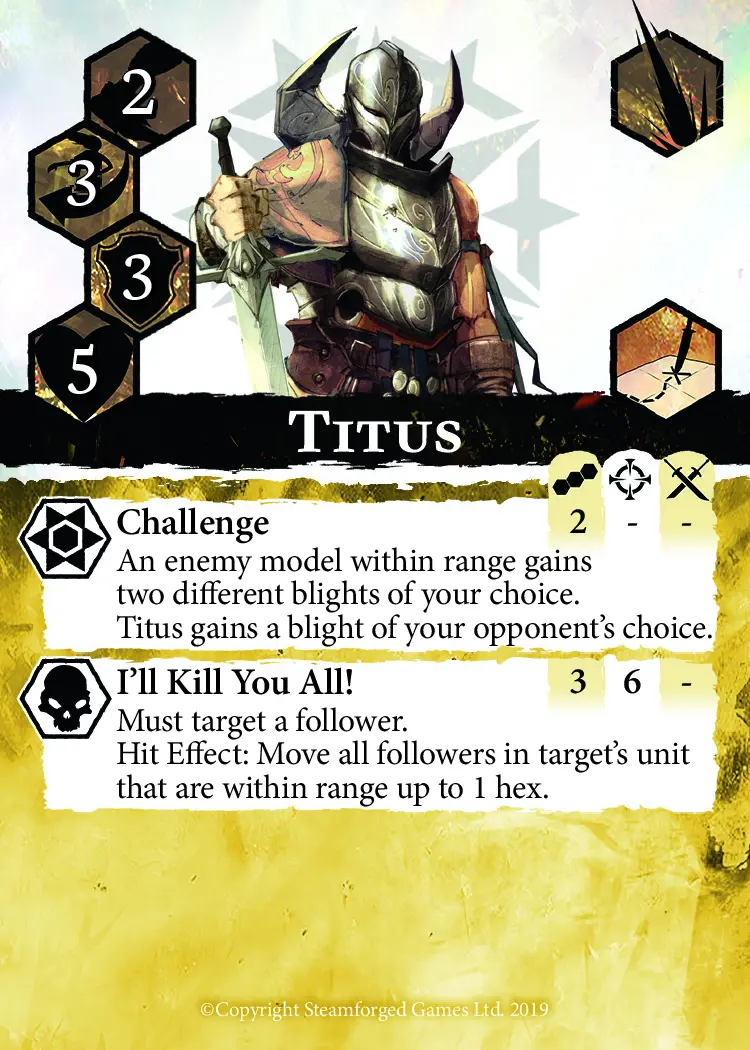 2
3
3
5
Titus
Challenge 2 - -
An enemy model within range gains
two different blights of your choice.
Titus gains a blight of your opponent's choice.
I'll Kill You All! 3 6 -
Must target a follower.
Hit Effect: Move all followers in target's unit
that are within range up to 1 hex.
©Copyright Steamforged Games Ltd. 2019